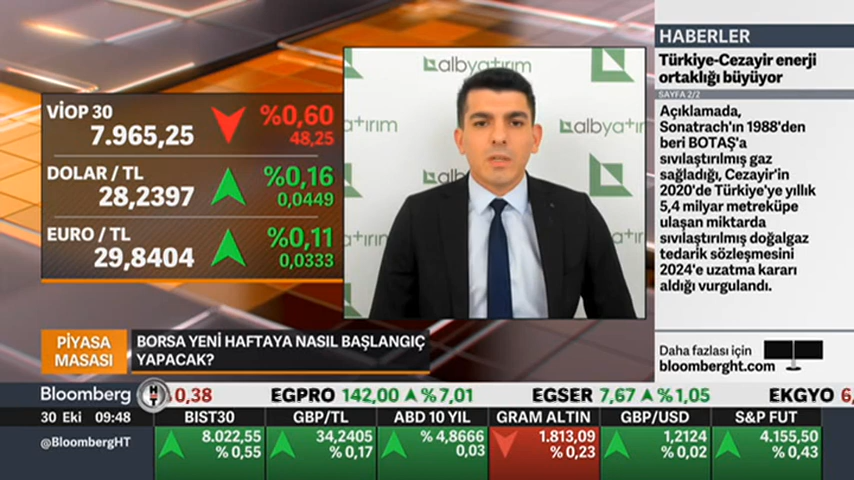 VİOP 30
7.965,25
%0,60
48,25
DOLAR / TL
28,2397
%0,16
0,0449
EURO / TL
29,8404
%0,11
0,0333
albyatırım
albyatırım
yatırım
HABERLER
Türkiye-Cezayir enerji
ortaklığı büyüyor
SAYFA 2/2
Açıklamada,
Sonatrach'ın 1988'den
beri BOTAŞ'a
sıvılaştırılmış gaz
sağladığı, Cezayir'in
2020'de Türkiye'ye yıllık
5,4 milyar metreküpe
ulaşan miktarda
sıvılaştırılmış doğalgaz
tedarik sözleşmesini
2024'e uzatma kararı
aldığı vurgulandı.
Daha fazlası için
bloomberght.com
PİYASA
MASASI
BORSA YENİ HAFTAYA NASIL BAŞLANGIÇ
YAPACAK?
Bloomberg HT
0,38 EGPRO 142,00 %7,01 EGSER 7,67 %1,05 EKGYO 6,
30 Eki 09:48
@BloombergHT
BIST30
8.022,55
% 0,55
GBP/TL
34,2405
% 0,17
ABD 10 YIL
% 4,8666
0,03
GRAM ALTIN
1.813,09
% 0,23
GBP/USD
1,2124
% 0,02
S&P FUT
4.155,50
% 0,43